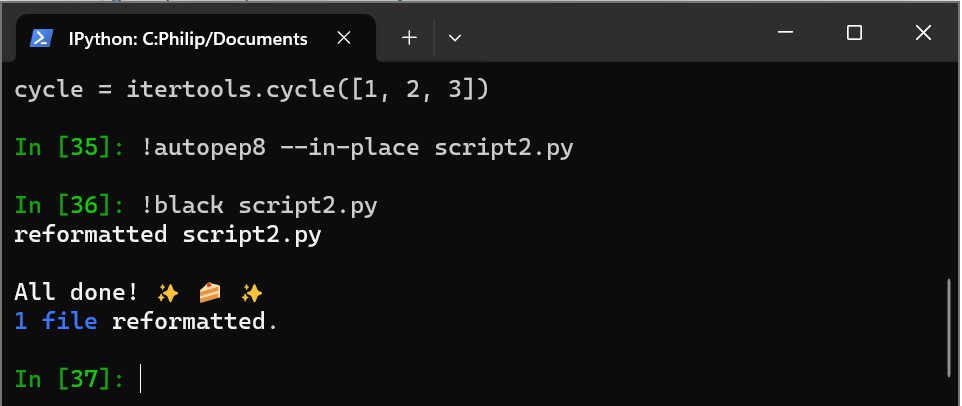 IPython: C:Philip/Documents
cycle = itertools.cycle([1, 2, 3])
In [35]: !autopep8 --in-place script2.py
In [36]: !black script2.py
reformatted script2.py
All done! ✨ 🍰 ✨
1 file reformatted.
In [37]: